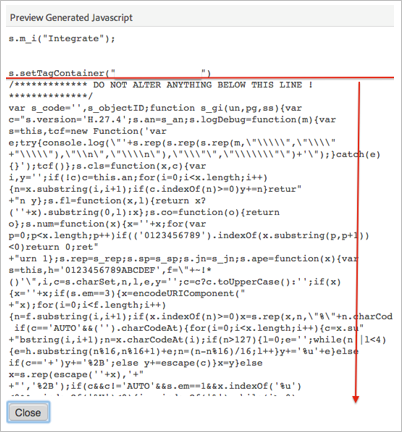 Preview Generated Javascript
s.m_i("Integrate");
s.setTagContainer("______________")
/************* DO NOT ALTER ANYTHING BELOW THIS LINE !
**************/
var s_code='',s_objectID;function s_gi(un,pg,ss){var
c="s.version='H.27.4';s.an=s_an;s.logDebug=function(m){var
s=this,tcf=new Function('var
e;try{console.log(\"'+s.rep(s.rep(s.rep(m,\"\\\\\",\"\\\\\"
+"\\\\\"),\"\\\n\",\"\\\\\n\"),\"\\\"\",\"\\\\\\\"\")+'\");}catch(e)
{}');tcf()};s.cls=function(x,c){var
i,y='';if(!c)c=this.an;for(i=0;i<x.length;i++)
{n=x.substring(i,i+1);if(c.indexOf(n)>=0)y+=n}retur"
+"n y};s.fl=function(x,l){return x?
(''+x).substring(0,l):x};s.co=function(o){return
o};s.num=function(x){x=''+x;for(var
p=0;p<x.length;p++)if(('0123456789').indexOf(x.substring(p,p+1))
<0)return 0;ret"
+"urn 1};s.rep=s_rep;s.sp=s_sp;s.jn=s_jn;s.ape=function(x){var
s=this,h='0123456789ABCDEF',f=\"+~!*
()'\",i,c=s.charSet,n,l,e,y='';c=c?c.toUpperCase():'';if(x)
{x=''+x;if(s.em==3){x=encodeURIComponent("
+"x);for(i=0;i<f.length;i++)
{n=f.substring(i,i+1);if(x.indexOf(n)>=0)x=s.rep(x,n,\"%\"+n.charCod
if(c=='AUTO'&&('').charCodeAt){for(i=0;i<x.length;i++){c=x.su"
+"bstring(i,i+1);n=x.charCodeAt(i);if(n>127){l=0;e='';while(n||l<4)
{e=h.substring(n%16,n%16+1)+e;n=(n-n%16)/16;l++}y+='%u'+e}else
if(c=='+')y+='%2B';else y+=escape(c)}x=y}else
x=s.rep(escape(''+x),'+"
+"','%2B');if(c&&c!='AUTO'&&s.em==1&&x.indexOf('%u')
Close